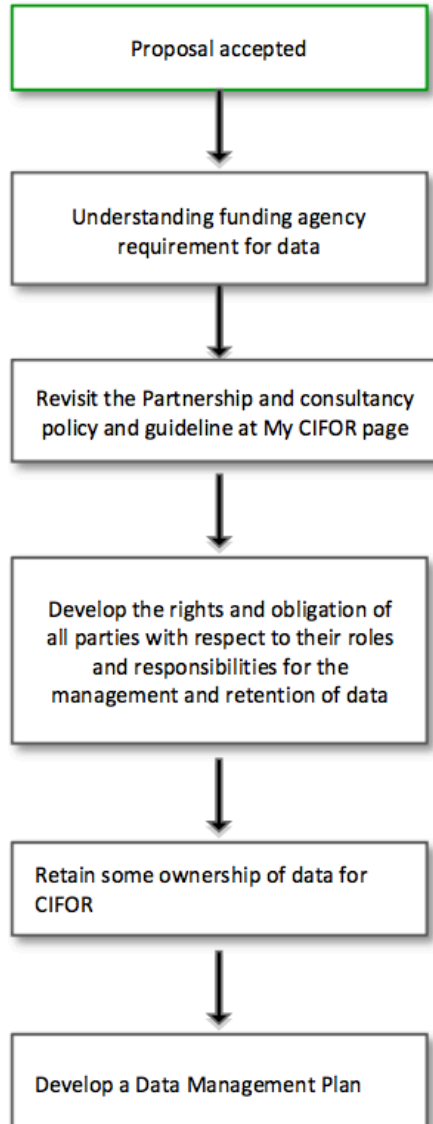 Proposal accepted
Understanding funding agency
requirement for data
Revisit the Partnership and consultancy
policy and guideline at My CIFOR page
Develop the rights and obligation of
all parties with respect to their roles
and responsibilities for the
management and retention of data
Retain some ownership of data for
CIFOR
Develop a Data Management Plan